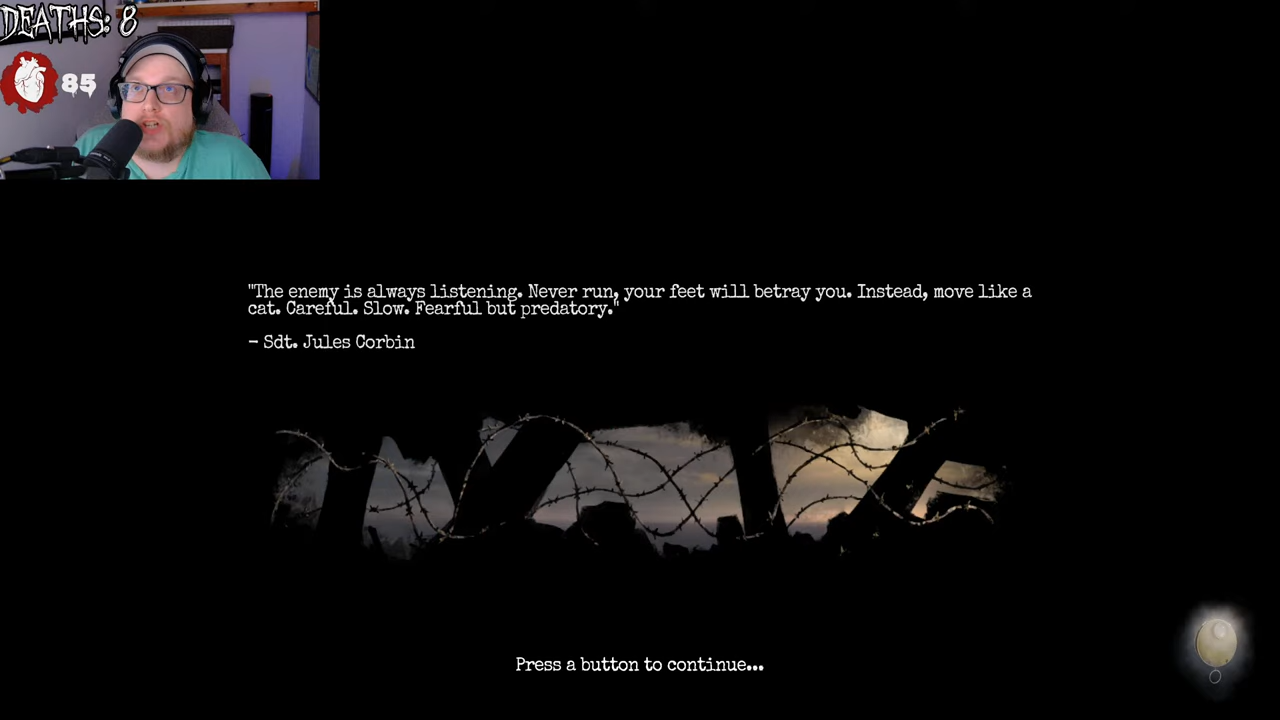 DEATHS: 8
85
"The enemy is always listening. Never run, your feet will betray you. Instead, move like a
cat. Careful. Slow. Fearful but predatory."
- Sdt. Jules Corbin
Press a button to continue...